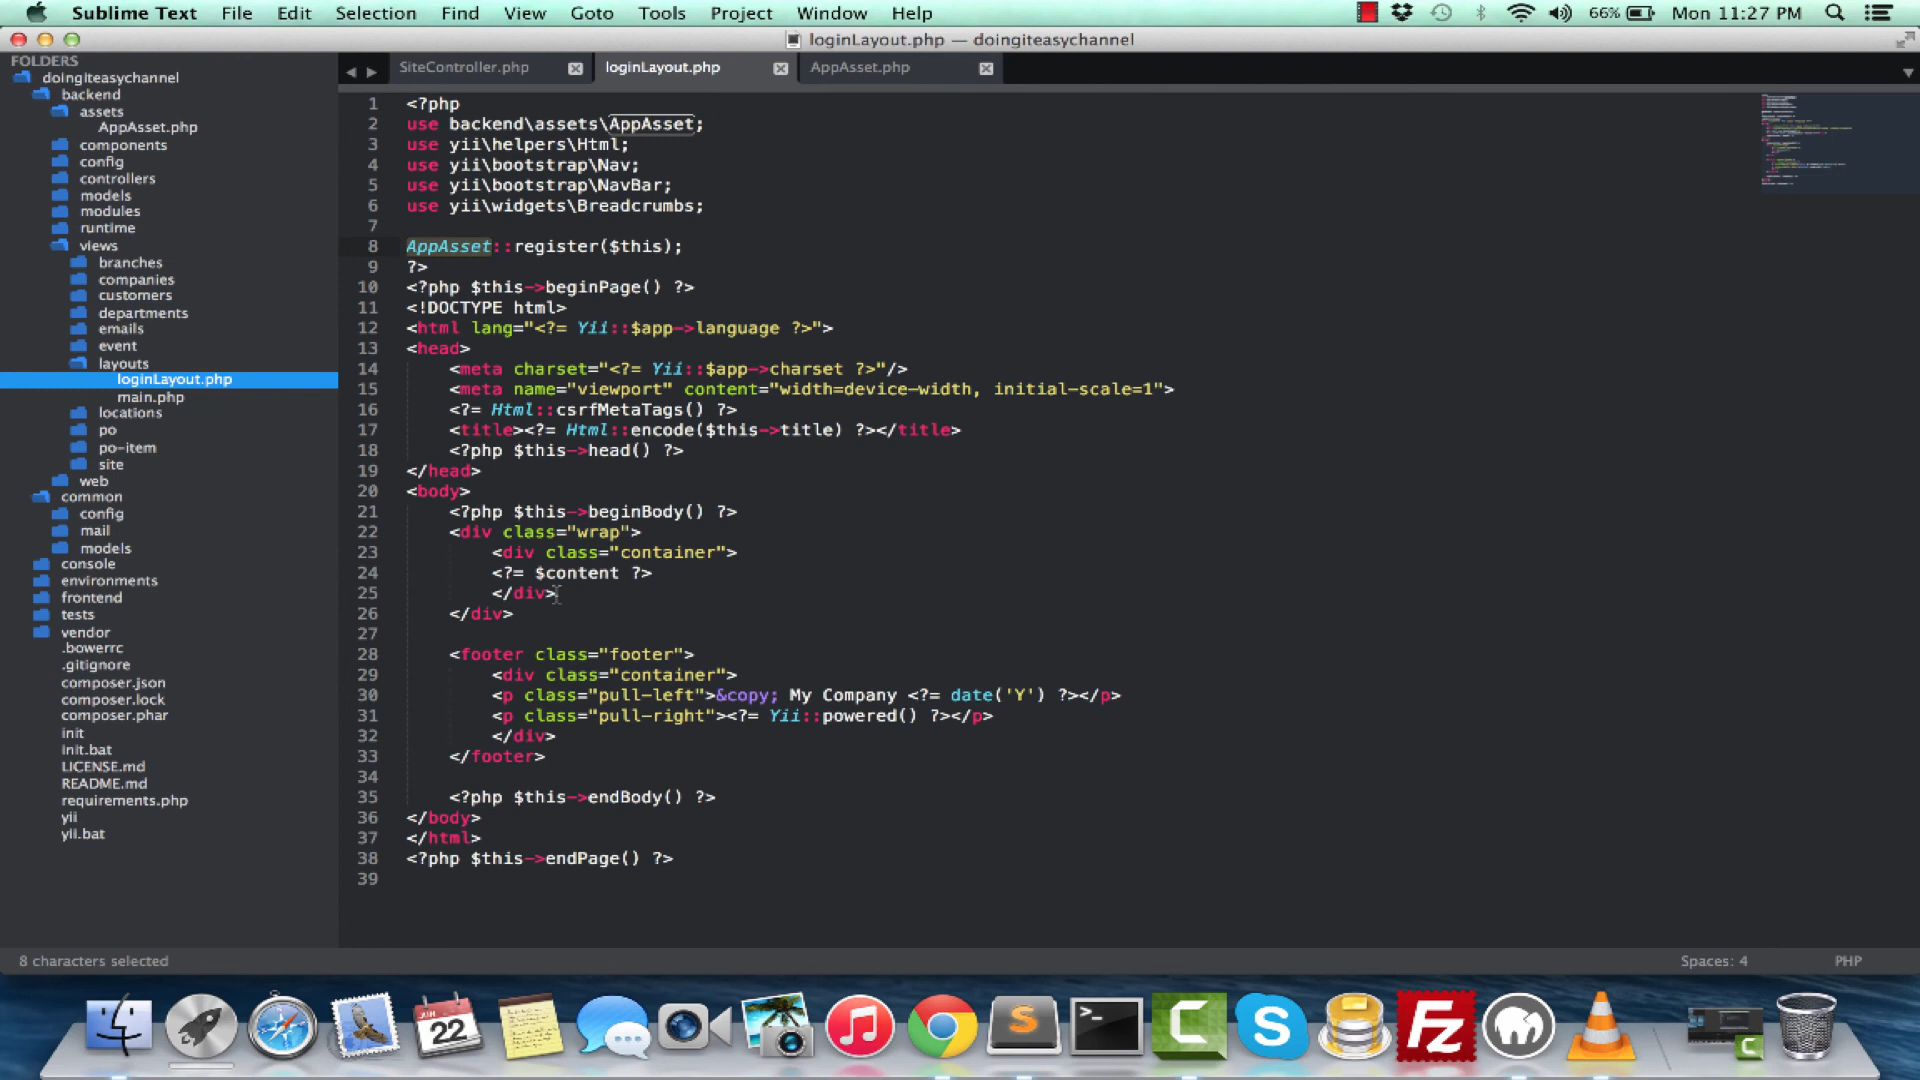 Sublime Text File Edit Selection Find View Goto Tools Project Window Help 66% Mon 11:27 PM
loginLayout.php — doingiteasychannel
FOLDERS
doingiteasychannel
backend
assets
AppAsset.php
components
config
controllers
models
modules
runtime
views
branches
companies
customers
departments
emails
event
layouts
loginLayout.php
main.php
locations
po
po-item
site
web
common
config
mail
models
console
environments
frontend
tests
vendor
.bowerrc
.gitignore
composer.json
composer.lock
composer.phar
init
init.bat
LICENSE.md
README.md
requirements.php
yii
yii.bat
SiteController.php loginLayout.php AppAsset.php
1 <?php
2 use backend\assets\AppAsset;
3 use yii\helpers\Html;
4 use yii\bootstrap\Nav;
5 use yii\bootstrap\NavBar;
6 use yii\widgets\Breadcrumbs;
7
8 AppAsset::register($this);
9 ?>
10 <?php $this->beginPage() ?>
11 <!DOCTYPE html>
12 <html lang="<?= Yii::$app->language ?>">
13 <head>
14 <meta charset="<?= Yii::$app->charset ?>"/>
15 <meta name="viewport" content="width=device-width, initial-scale=1">
16 <?= Html::csrfMetaTags() ?>
17 <title><?= Html::encode($this->title) ?></title>
18 <?php $this->head() ?>
19 </head>
20 <body>
21 <?php $this->beginBody() ?>
22 <div class="wrap">
23 <div class="container">
24 <?= $content ?>
25 </div>
26 </div>
27
28 <footer class="footer">
29 <div class="container">
30 <p class="pull-left">&copy; My Company <?= date('Y') ?></p>
31 <p class="pull-right"><?= Yii::powered() ?></p>
32 </div>
33 </footer>
34
35 <?php $this->endBody() ?>
36 </body>
37 </html>
38 <?php $this->endPage() ?>
39
8 characters selected Spaces: 4 PHP
JUN
22